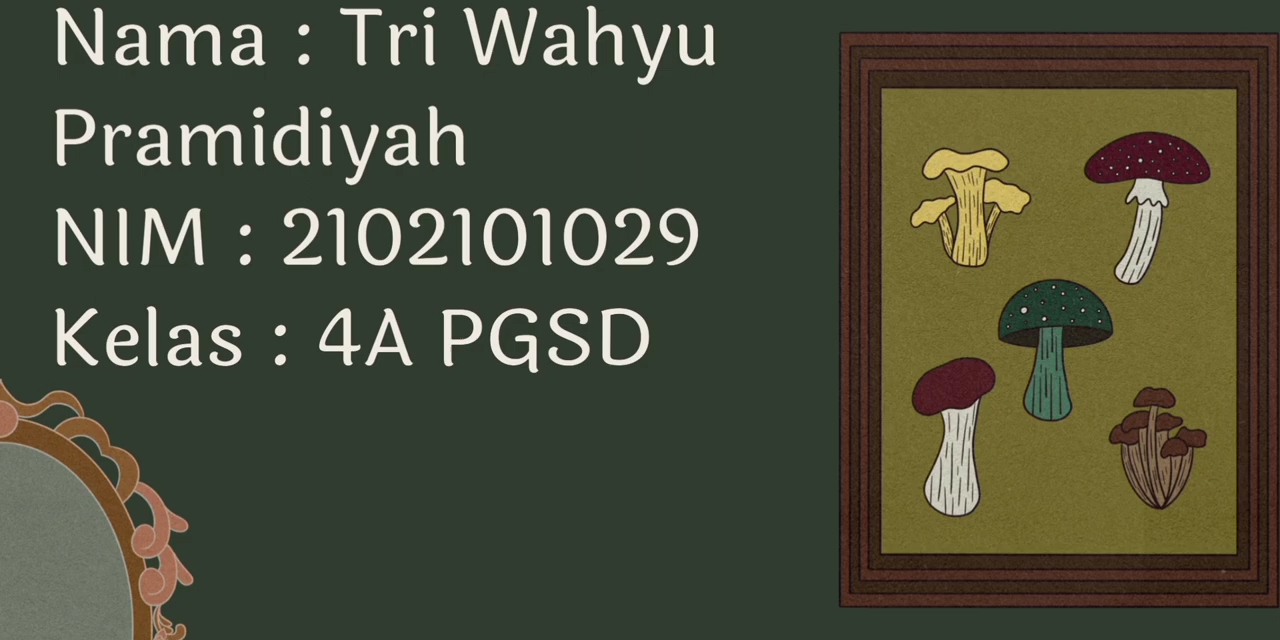 Nama : Tri Wahyu
Pramidiyah
NIM : 2102101029
Kelas : 4A PGSD